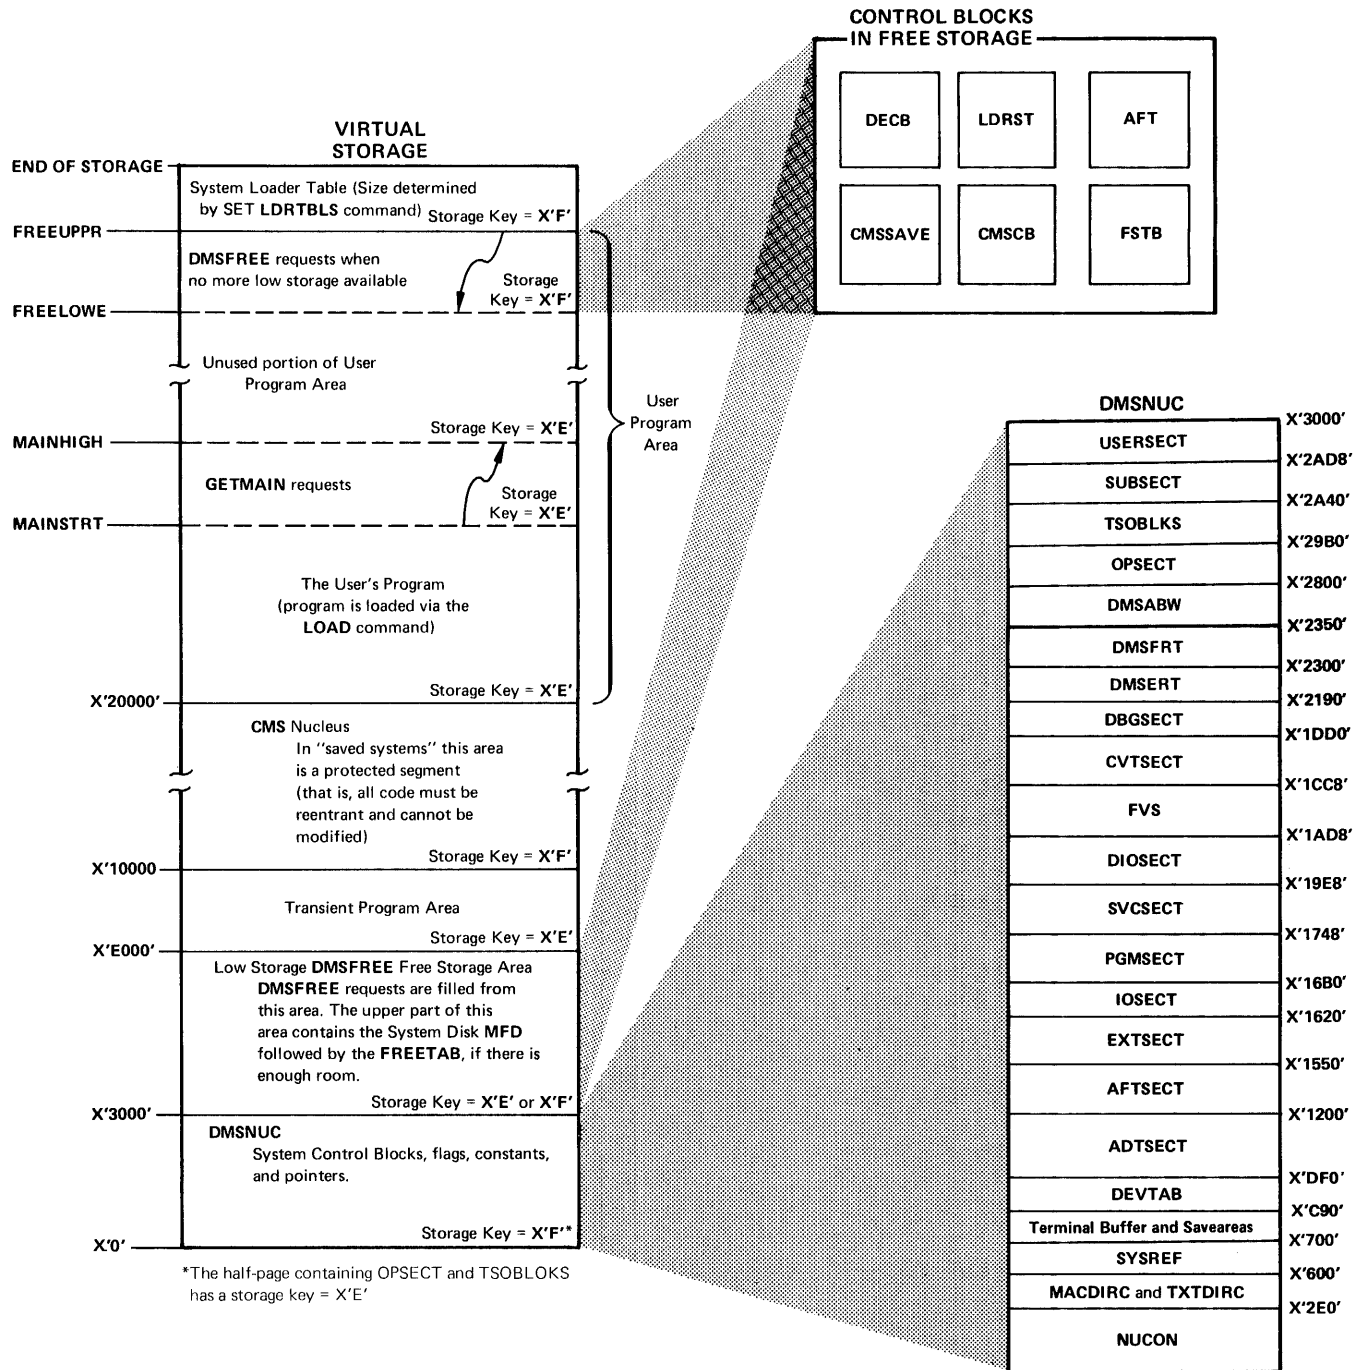 CONTROL BLOCKS
IN FREE STORAGE
DECB
LDRST
AFT
CMSSAVE
CMSCB
FSTB
VIRTUAL
STORAGE
END OF STORAGE
System Loader Table (Size determined
by SET LDRTBLS command)
Storage Key = X'F'
FREEUPPR
DMSFREE requests when
no more low storage available
Storage
Key = X'F'
FREELOWE
Unused portion of User
Program Area
Storage Key = X'E'
MAINHIGH
GETMAIN requests
Storage
Key = X'E'
MAINSTRT
User
Program
Area
The User's Program
(program is loaded via the
LOAD command)
Storage Key = X'E'
X'20000'
CMS Nucleus
In "saved systems" this area
is a protected segment
(that is, all code must be
reentrant and cannot be
modified)
Storage Key = X'F'
X'10000
Transient Program Area
Storage Key = X'E'
X'E000'
Low Storage DMSFREE Free Storage Area
DMSFREE requests are filled from
this area. The upper part of this
area contains the System Disk MFD
followed by the FREETAB, if there is
enough room.
Storage Key = X'E' or X'F'
X'3000'
DMSNUC
System Control Blocks, flags, constants,
and pointers.
Storage Key = X'F'*
X'0'
*The half-page containing OPSECT and TSOBLOKS
has a storage key = X'E'
DMSNUC
X'3000'
USERSECT
X'2AD8'
SUBSECT
X'2A40'
TSOBLKS
X'29B0'
OPSECT
X'2800'
DMSABW
X'2350'
DMSFRT
X'2300'
DMSERT
X'2190'
DBGSECT
X'1DD0'
CVTSECT
X'1CC8'
FVS
X'1AD8'
DIOSECT
X'19E8'
SVCSECT
X'1748'
PGMSECT
X'16B0'
IOSECT
X'1620'
EXTSECT
X'1550'
AFTSECT
X'1200'
ADTSECT
X'DF0'
DEVTAB
X'C90'
Terminal Buffer and Saveareas
X'700'
SYSREF
X'600'
MACDIRC and TXTDIRC
X'2E0'
NUCON